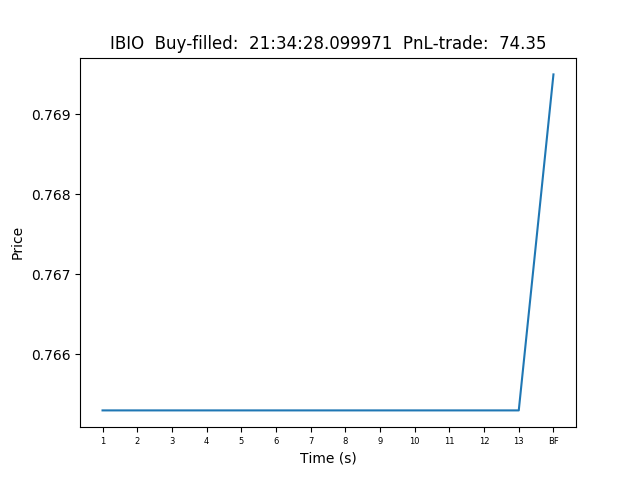 IBIO  Buy-filled:  21:34:28.099971  PnL-trade:  74.35
Price
0.769
0.768
0.767
0.766
1 2 3 4 5 6 7 8 9 10 11 12 13 BF
Time (s)